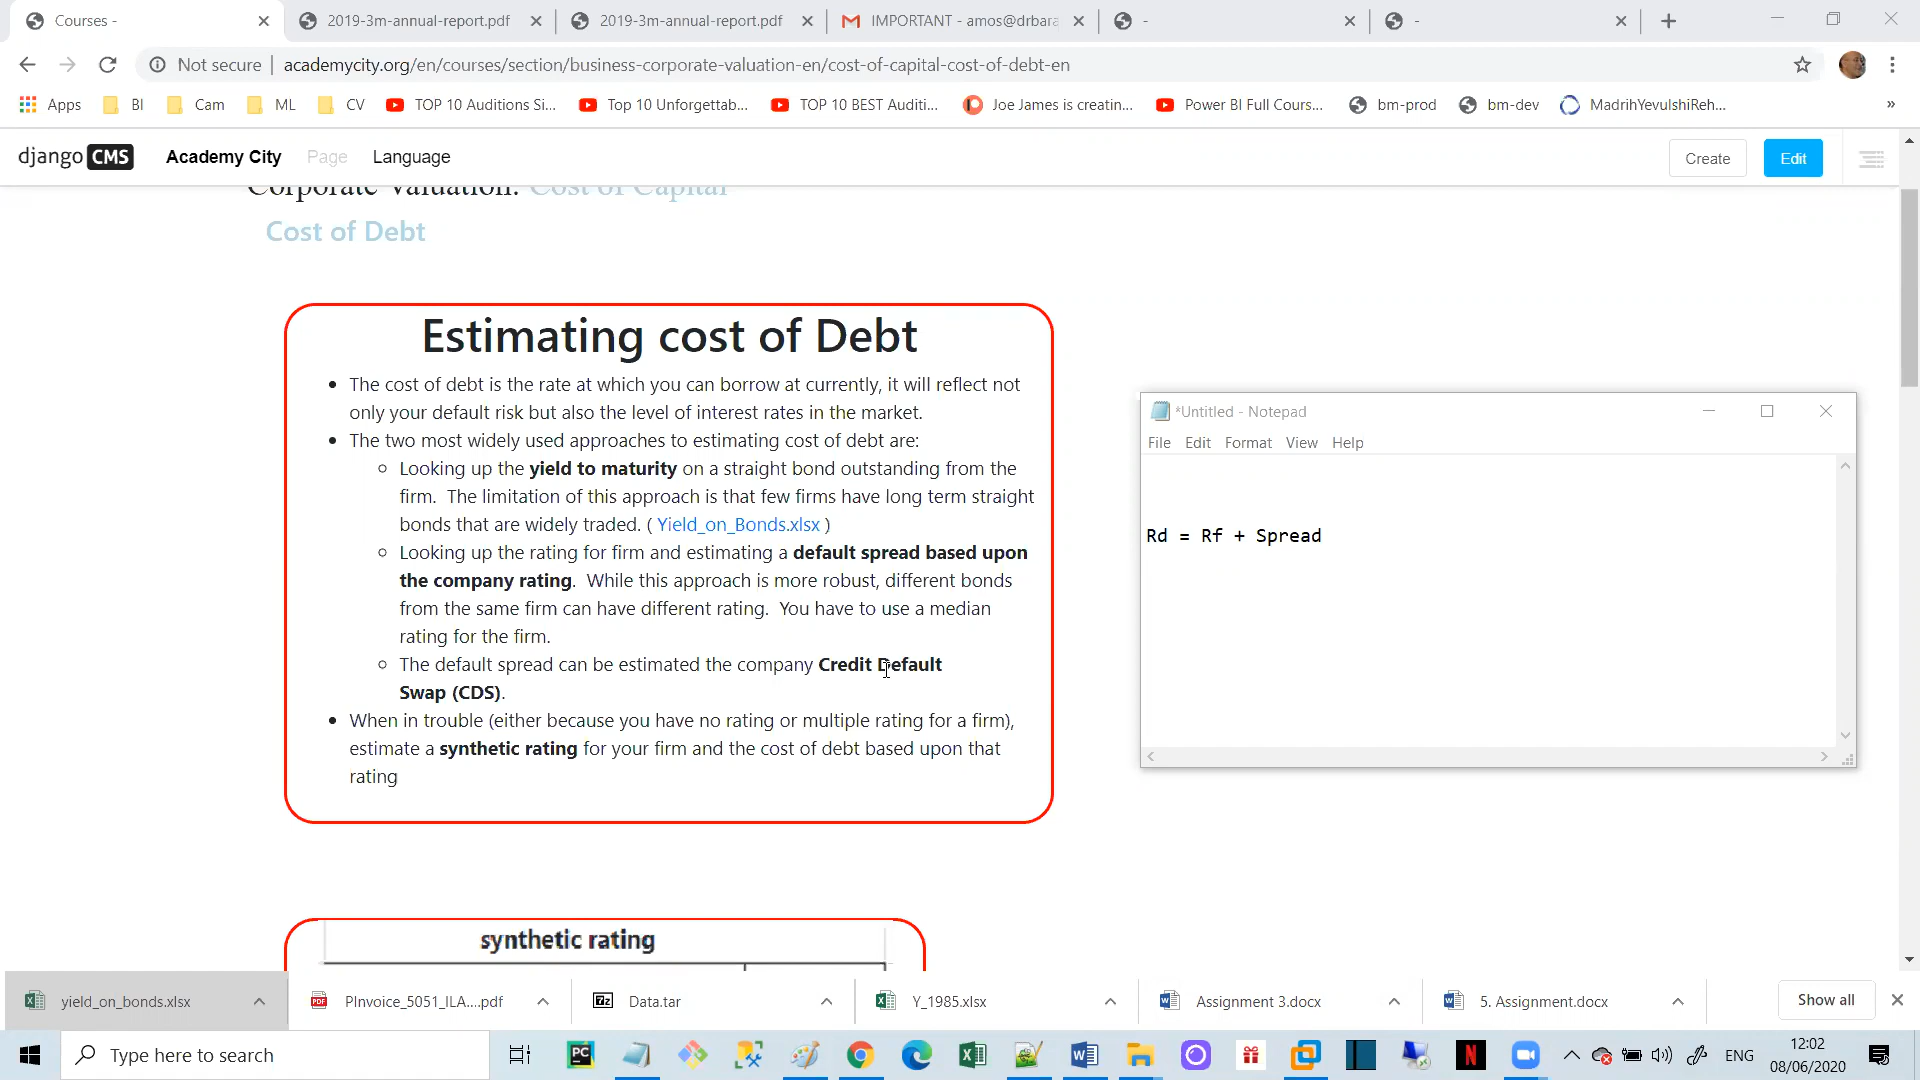 Courses -
2019-3m-annual-report.pdf
2019-3m-annual-report.pdf
IMPORTANT - amos@drbara
-
-
Not secure | academycity.org/en/courses/section/business-corporate-valuation-en/cost-of-capital-cost-of-debt-en
Apps
BI
Cam
ML
CV
TOP 10 Auditions Si...
Top 10 Unforgettab...
TOP 10 BEST Auditi...
Joe James is creatin...
Power BI Full Cours...
bm-prod
bm-dev
MadrihYevulshiReh...
»
django CMS
Academy City
Page
Language
Create
Edit
Corporate Valuation: Cost of Capital
Cost of Debt
Estimating cost of Debt
The cost of debt is the rate at which you can borrow at currently, it will reflect not
only your default risk but also the level of interest rates in the market.
The two most widely used approaches to estimating cost of debt are:
Looking up the yield to maturity on a straight bond outstanding from the
firm. The limitation of this approach is that few firms have long term straight
bonds that are widely traded. ( Yield_on_Bonds.xlsx )
Looking up the rating for firm and estimating a default spread based upon
the company rating. While this approach is more robust, different bonds
from the same firm can have different rating. You have to use a median
rating for the firm.
The default spread can be estimated the company Credit Default
Swap (CDS).
When in trouble (either because you have no rating or multiple rating for a firm),
estimate a synthetic rating for your firm and the cost of debt based upon that
rating
synthetic rating
*Untitled - Notepad
File Edit Format View Help
Rd = Rf + Spread
yield_on_bonds.xlsx
PInvoice_5051_ILA....pdf
Data.tar
Y_1985.xlsx
Assignment 3.docx
5. Assignment.docx
Show all
Type here to search
ENG
12:02
08/06/2020